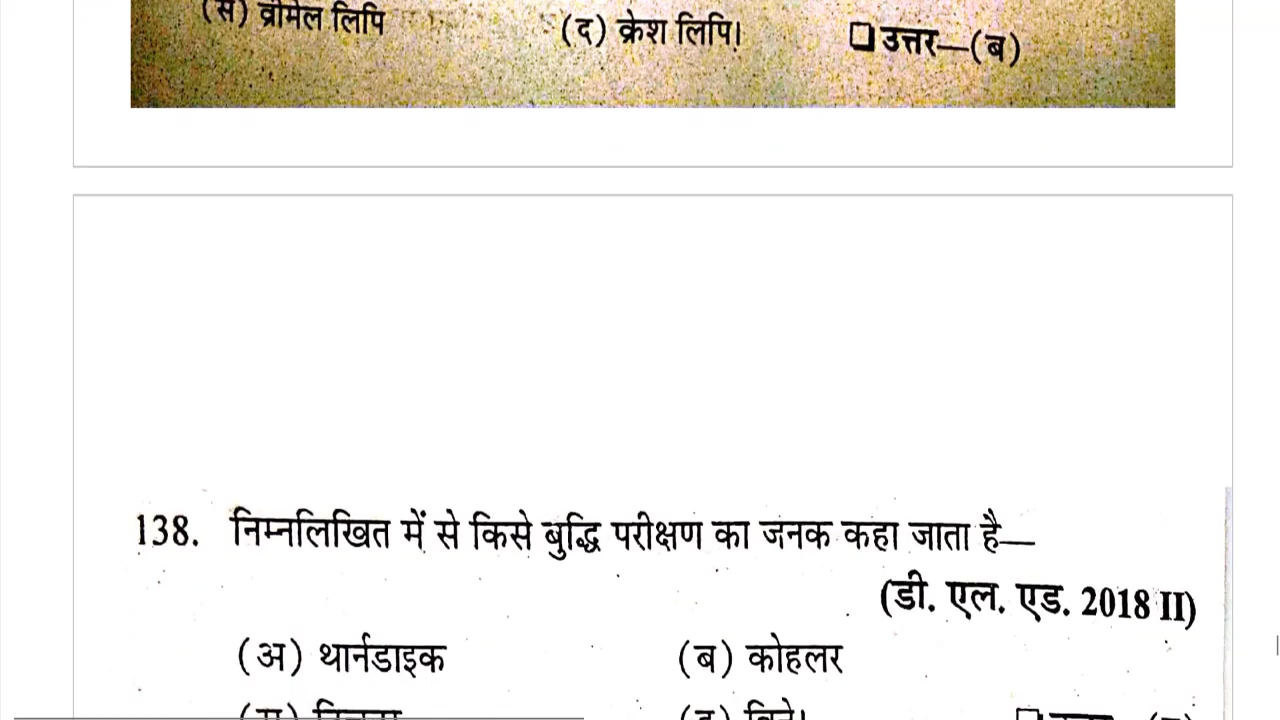 (स) ब्रोमेल लिपि (द) क्रेश लिपि। उत्तर—(ब)
138. निम्नलिखित में से किसे बुद्धि परीक्षण का जनक कहा जाता है—
(डी. एल. एड. 2018 II)
(अ) थार्नडाइक (ब) कोहलर
(द) बिने।